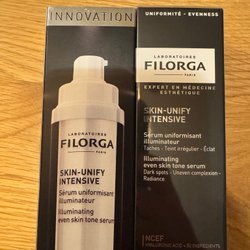 INNOVATION
LABORATOIRES
FILORGA
PARIS
SKIN-UNIFY
INTENSIVE
Sérum uniformisant
illuminateur
Illuminating
even skin tone serum
UNIFORMITÉ - EVENNESS
LABORATOIRES
FILORGA
PARIS
EXPERT EN MÉDECINE
ESTHÉTIQUE
SKIN-UNIFY
INTENSIVE
Sérum uniformisant
illuminateur
Taches - Teint irrégulier - Éclat
Illuminating
even skin tone serum
Dark spots - Uneven complexion -
Radiance
NCEF